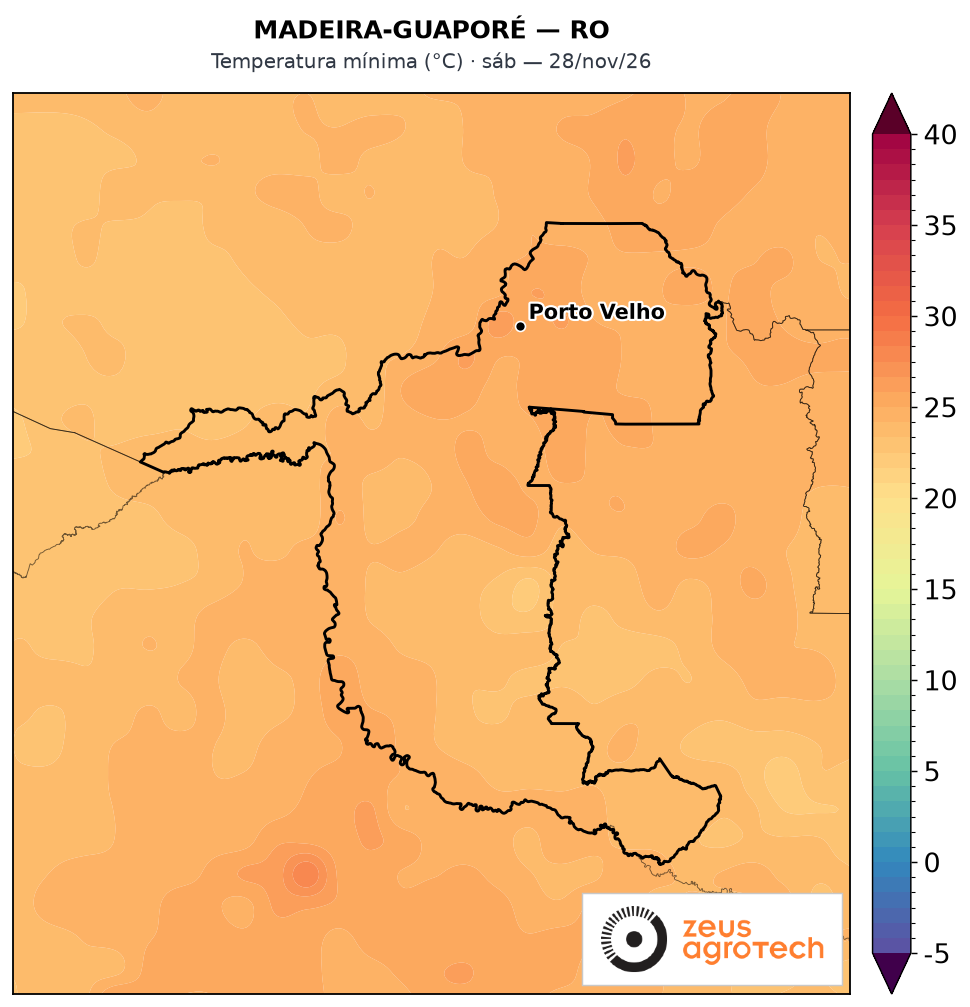 MADEIRA-GUAPORÉ — RO
Temperatura mínima (°C) · sáb — 28/nov/26
Porto Velho
40
35
30
25
20
15
10
5
0
-5
zeus
agrotech